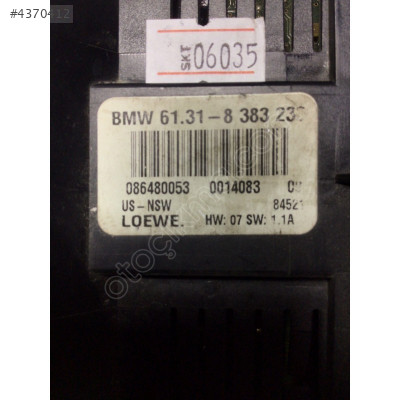 #4370412
SKT 06035
BMW 61.31-8 383 23
086480053 0014083
US-NSW 84521
LOEWE. HW: 07 SW: 1.1A